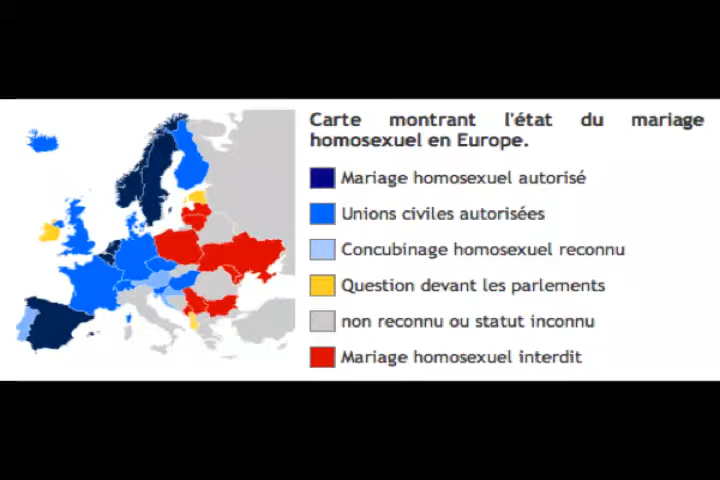 Carte montrant l'état du mariage
homosexuel en Europe.
Mariage homosexuel autorisé
Unions civiles autorisées
Concubinage homosexuel reconnu
Question devant les parlements
non reconnu ou statut inconnu
Mariage homosexuel interdit